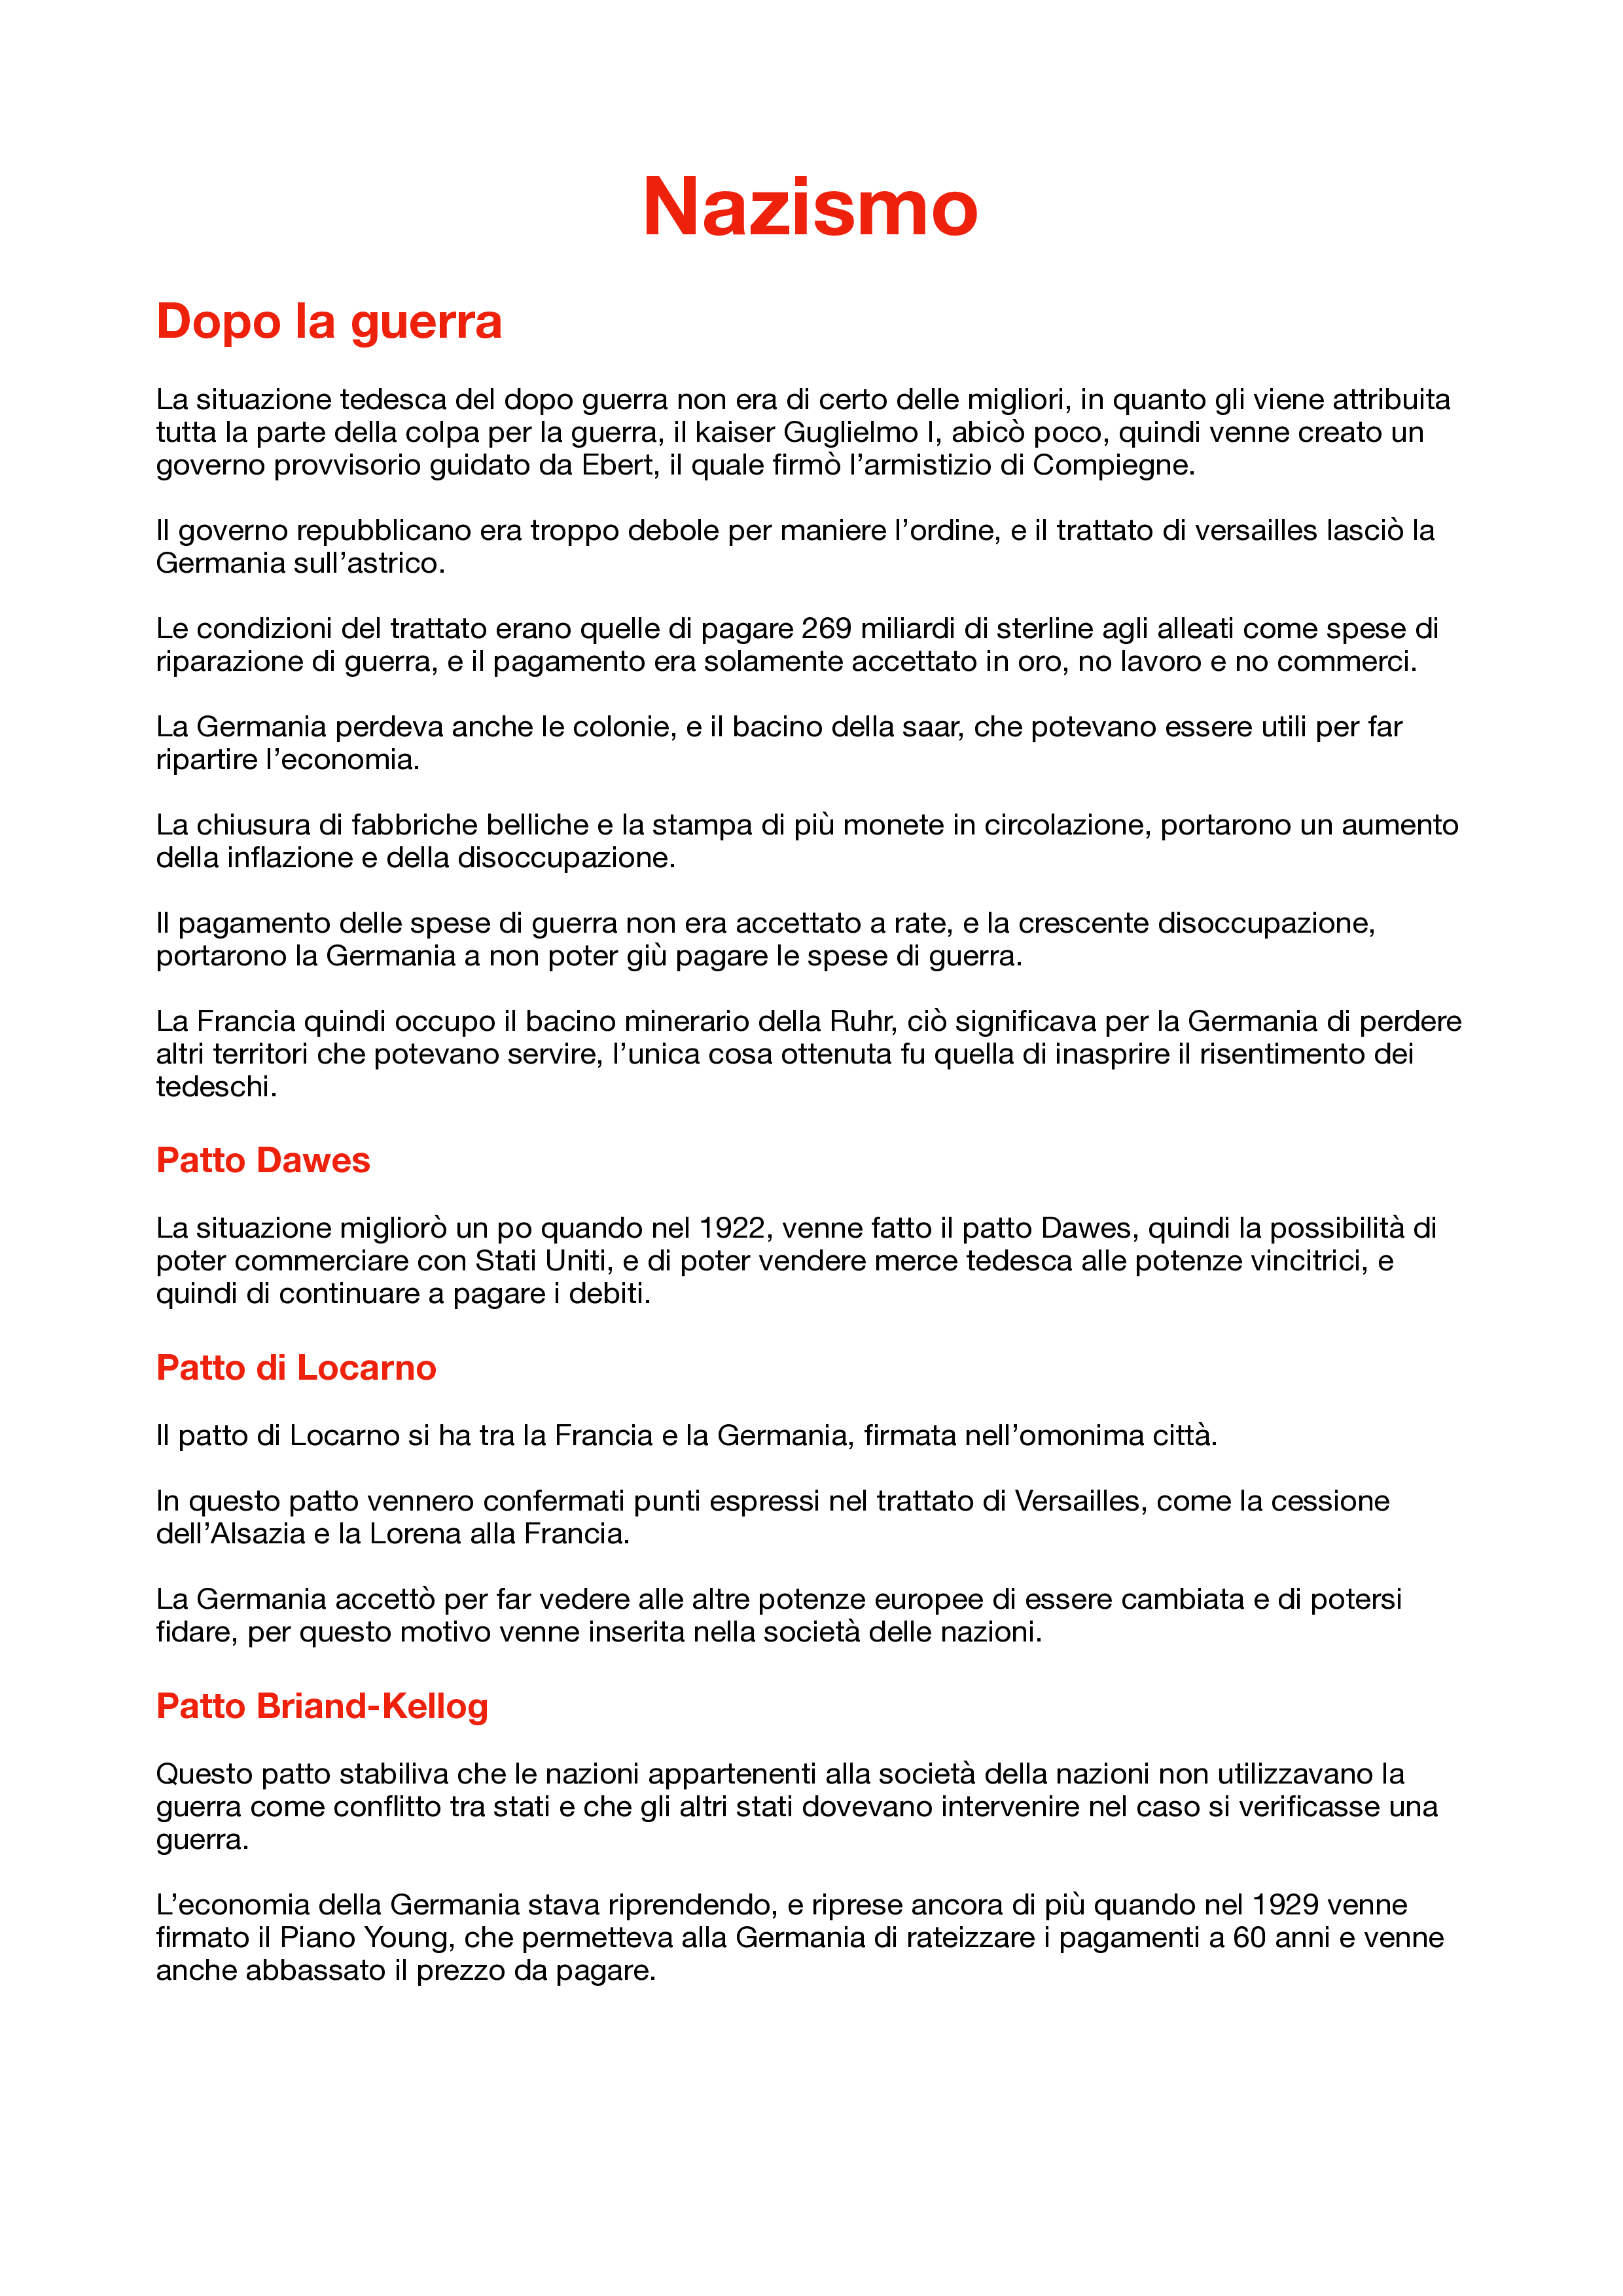 Nazismo
Dopo la guerra
La situazione tedesca del dopo guerra non era di certo delle migliori, in quanto gli viene attribuita
tutta la parte della colpa per la guerra, il kaiser Guglielmo I, abicò poco, quindi venne creato un
governo provvisorio guidato da Ebert, il quale firmò l’armistizio di Compiegne.
Il governo repubblicano era troppo debole per maniere l’ordine, e il trattato di versailles lasciò la
Germania sull’astrico.
Le condizioni del trattato erano quelle di pagare 269 miliardi di sterline agli alleati come spese di
riparazione di guerra, e il pagamento era solamente accettato in oro, no lavoro e no commerci.
La Germania perdeva anche le colonie, e il bacino della saar, che potevano essere utili per far
ripartire l’economia.
La chiusura di fabbriche belliche e la stampa di più monete in circolazione, portarono un aumento
della inflazione e della disoccupazione.
Il pagamento delle spese di guerra non era accettato a rate, e la crescente disoccupazione,
portarono la Germania a non poter giù pagare le spese di guerra.
La Francia quindi occupo il bacino minerario della Ruhr, ciò significava per la Germania di perdere
altri territori che potevano servire, l’unica cosa ottenuta fu quella di inasprire il risentimento dei
tedeschi.
Patto Dawes
La situazione migliorò un po quando nel 1922, venne fatto il patto Dawes, quindi la possibilità di
poter commerciare con Stati Uniti, e di poter vendere merce tedesca alle potenze vincitrici, e
quindi di continuare a pagare i debiti.
Patto di Locarno
Il patto di Locarno si ha tra la Francia e la Germania, firmata nell’omonima città.
In questo patto vennero confermati punti espressi nel trattato di Versailles, come la cessione
dell’Alsazia e la Lorena alla Francia.
La Germania accettò per far vedere alle altre potenze europee di essere cambiata e di potersi
fidare, per questo motivo venne inserita nella società delle nazioni.
Patto Briand-Kellog
Questo patto stabiliva che le nazioni appartenenti alla società della nazioni non utilizzavano la
guerra come conflitto tra stati e che gli altri stati dovevano intervenire nel caso si verificasse una
guerra.
L’economia della Germania stava riprendendo, e riprese ancora di più quando nel 1929 venne
firmato il Piano Young, che permetteva alla Germania di rateizzare i pagamenti a 60 anni e venne
anche abbassato il prezzo da pagare.